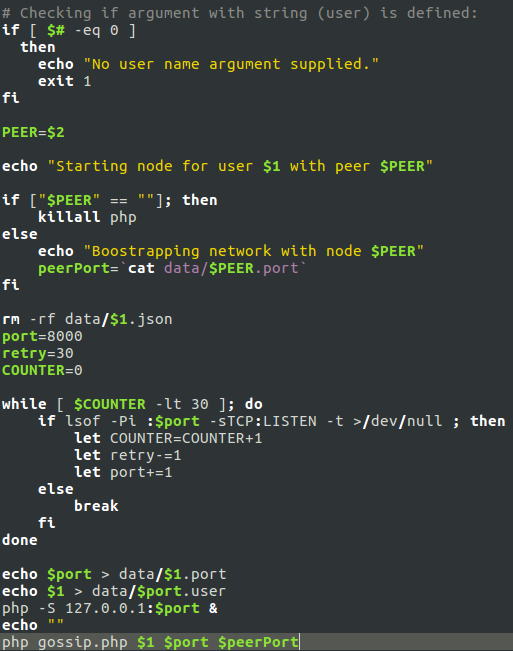 # Checking if argument with string (user) is defined:
if [ $# -eq 0 ]
  then
    echo "No user name argument supplied."
    exit 1
fi

PEER=$2

echo "Starting node for user $1 with peer $PEER"

if ["$PEER" == ""]; then
    killall php
else
    echo "Boostrapping network with node $PEER"
    peerPort=`cat data/$PEER.port`
fi

rm -rf data/$1.json
port=8000
retry=30
COUNTER=0

while [ $COUNTER -lt 30 ]; do
    if lsof -Pi :$port -sTCP:LISTEN -t >/dev/null ; then
        let COUNTER=COUNTER+1
        let retry-=1
        let port+=1
    else
        break
    fi
done

echo $port > data/$1.port
echo $1 > data/$port.user
php -S 127.0.0.1:$port &
echo ""
php gossip.php $1 $port $peerPort